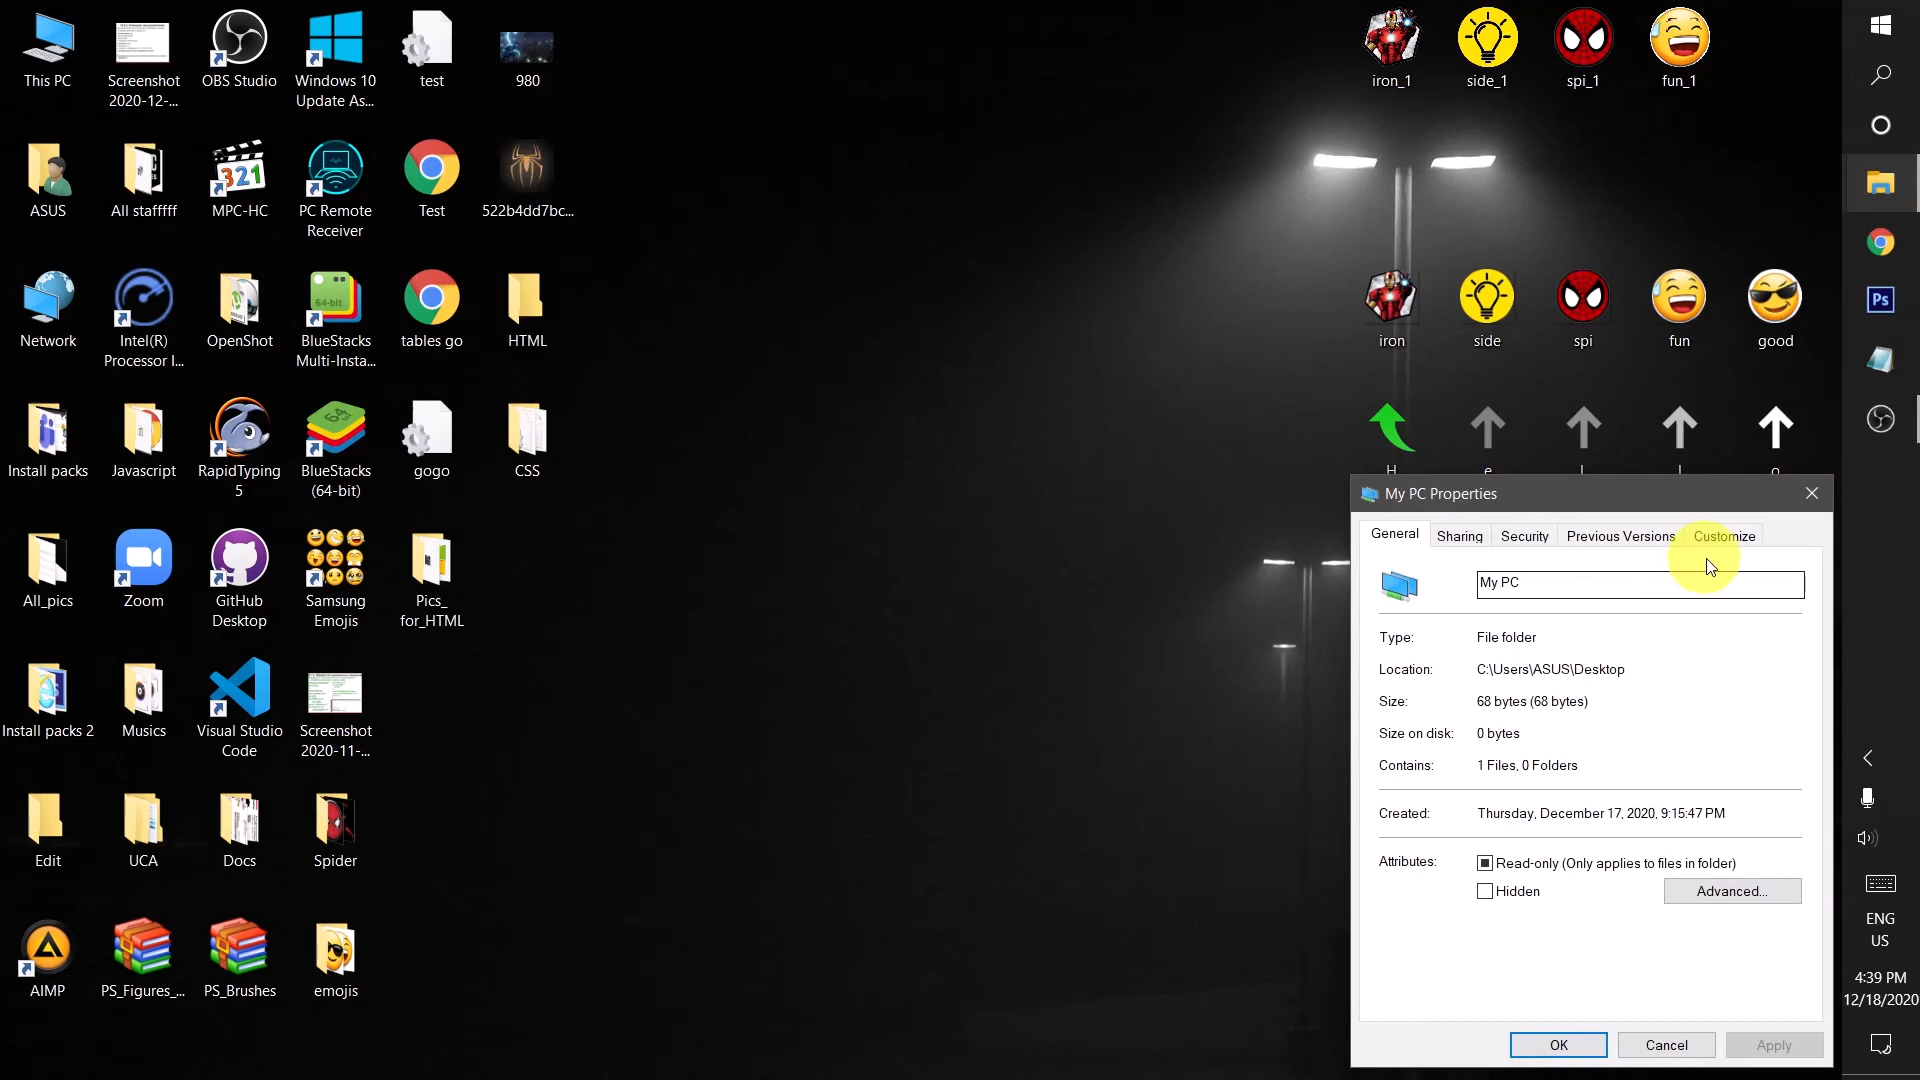 This PC
Screenshot
2020-12-...
OBS Studio
Windows 10
Update As...
test
980
iron_1
side_1
spi_1
fun_1
ASUS
All stafffff
321
MPC-HC
PC Remote
Receiver
Test
522b4dd7bc...
Network
Intel(R)
Processor I...
OpenShot
64-bit
BlueStacks
Multi-Insta...
tables go
HTML
iron
side
spi
fun
good
Ps
Install packs
Javascript
RapidTyping
5
64
BlueStacks
(64-bit)
gogo
CSS
H
e
l
l
o
All_pics
Zoom
GitHub
Desktop
Samsung
Emojis
Pics_
for_HTML
Install packs 2
Musics
Visual Studio
Code
Screenshot
2020-11-...
Edit
UCA
Docs
Spider
AIMP
PS_Figures_...
PS_Brushes
emojis
My PC Properties
General
Sharing
Security
Previous Versions
Customize
My PC
Type: File folder
Location: C:\Users\ASUS\Desktop
Size: 68 bytes (68 bytes)
Size on disk: 0 bytes
Contains: 1 Files, 0 Folders
Created: Thursday, December 17, 2020, 9:15:47 PM
Attributes: Read-only (Only applies to files in folder)
Hidden
Advanced...
OK
Cancel
Apply
ENG
US
4:39 PM
12/18/2020